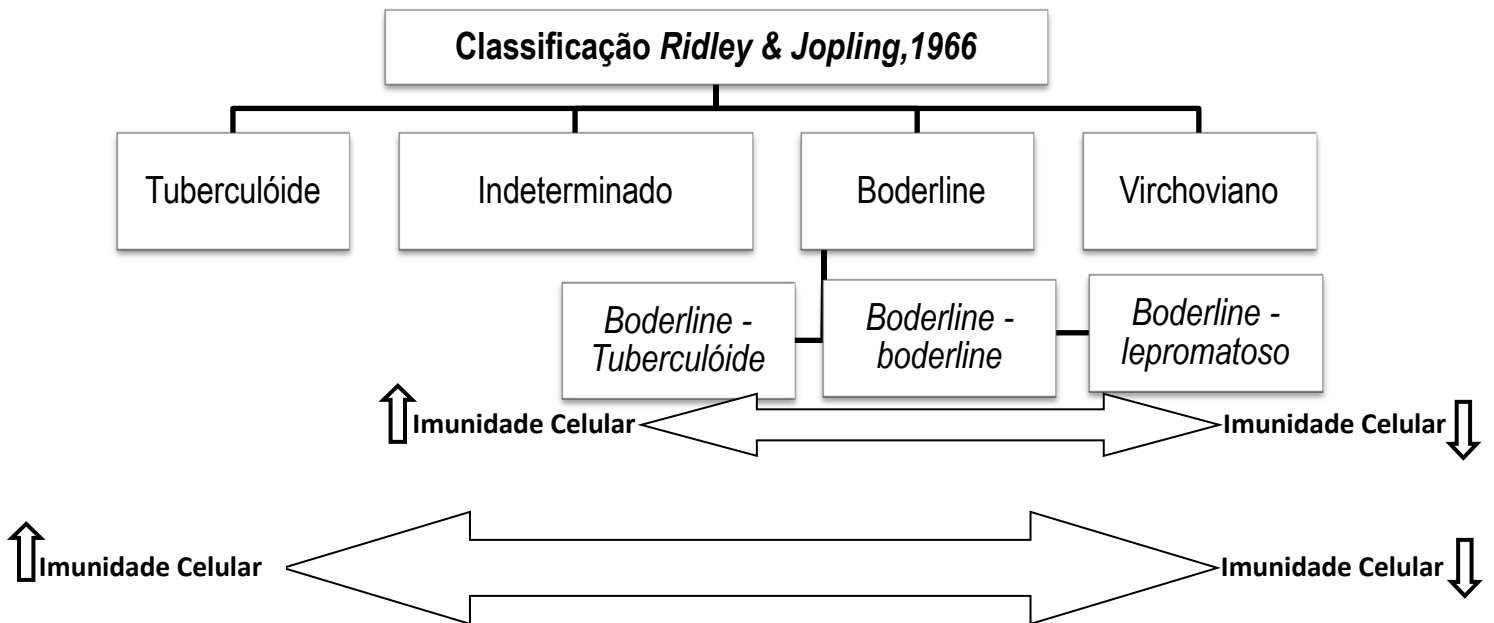 Classificação Ridley & Jopling,1966
Tuberculóide
Indeterminado
Boderline
Virchoviano
Boderline -
Tuberculóide
Boderline -
boderline
Boderline -
lepromatoso
Imunidade Celular
Imunidade Celular
Imunidade Celular
Imunidade Celular